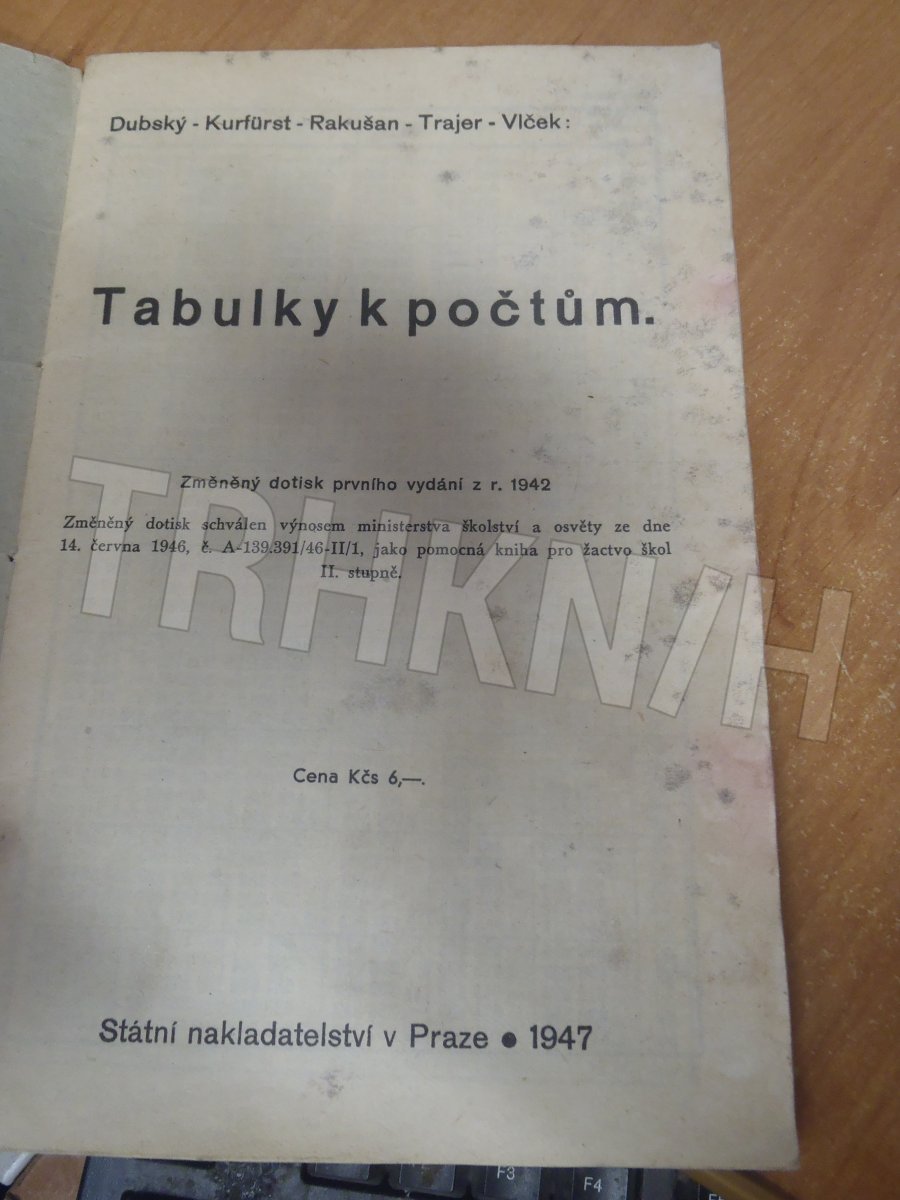 Dubský - Kurfürst - Rakušan - Trajer - Vlček:
Tabulky k počtům.
Změněný dotisk prvního vydání z r. 1942
Změněný dotisk schválen výnosem ministerstva školství a osvěty ze dne
14. června 1946, č. A-139.391/46-II/1, jako pomocná kniha pro žactvo škol
II. stupně.
TRHKNIH
Cena Kčs 6,—.
Státní nakladatelství v Praze ● 1947
F3
F4